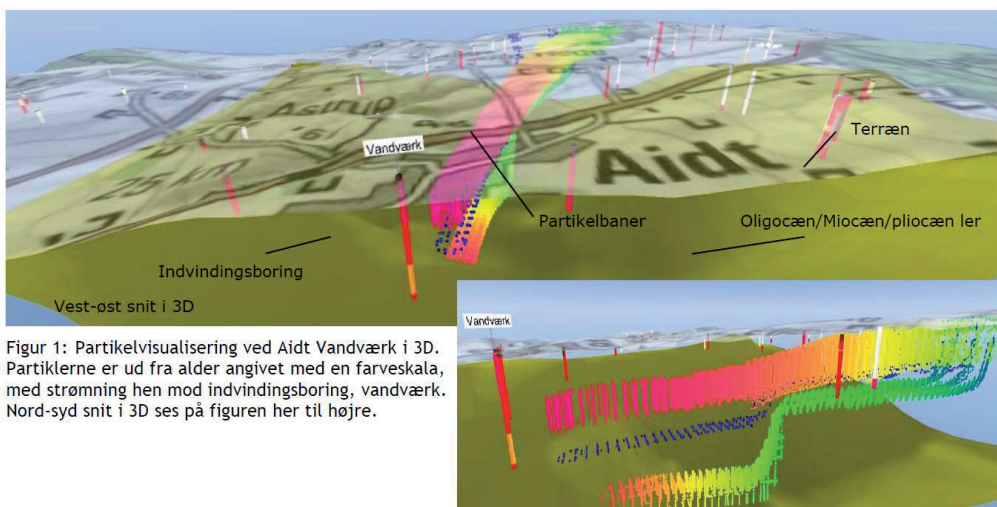 Astrup
Vandværk
Aidt
Terræn
Partikelbaner
Oligocæn/Miocæn/pliocæn ler
Indvindingsboring
Vest-øst snit i 3D
Vandværk
Figur 1: Partikelvisualisering ved Aidt Vandværk i 3D.
Partiklerne er ud fra alder angivet med en farveskala,
med strømning hen mod indvindingsboring, vandværk.
Nord-syd snit i 3D ses på figuren her til højre.